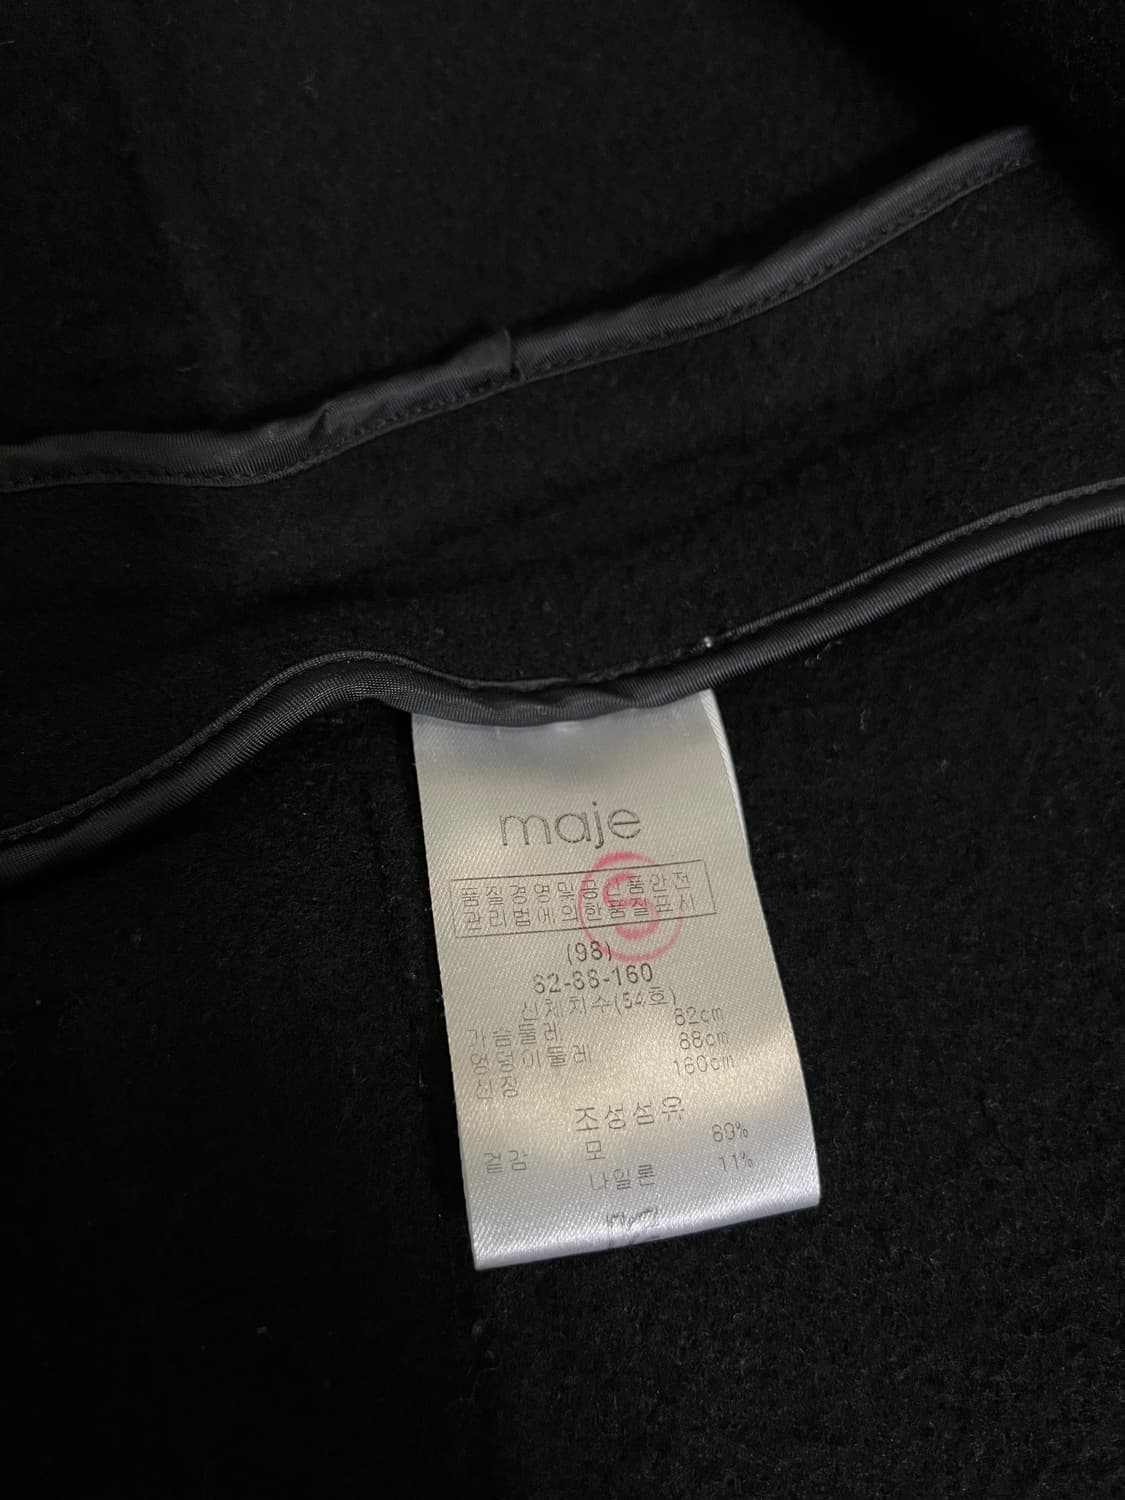 maje
품질경영및공산품안전
관리법에의한품질표시
S
(98)
82-88-160
신체치수(54호)
가슴둘레 82cm
엉덩이둘레 88cm
신장 160cm
조성섬유
겉감 모 89%
나일론 11%